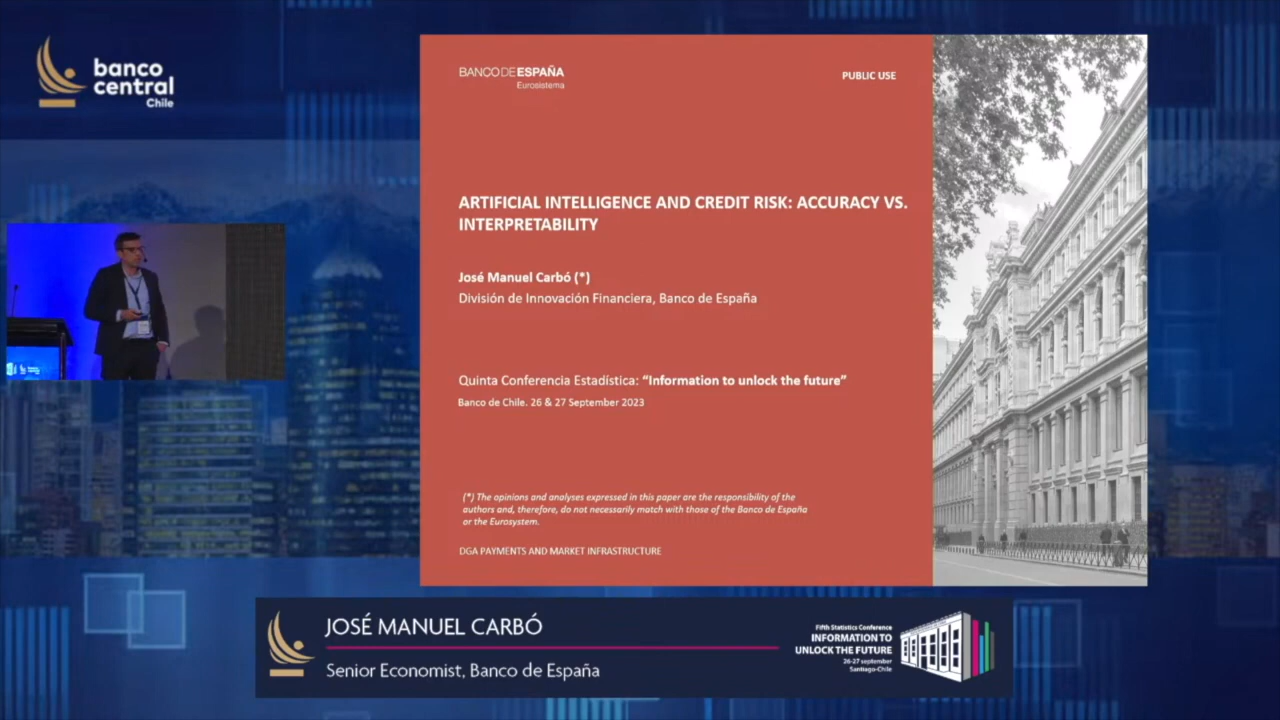 banco
central
Chile
BANCO DE ESPAÑA
Eurosistema
PUBLIC USE
ARTIFICIAL INTELLIGENCE AND CREDIT RISK: ACCURACY VS.
INTERPRETABILITY
José Manuel Carbó (*)
División de Innovación Financiera, Banco de España
Quinta Conferencia Estadística: “Information to unlock the future”
Banco de Chile. 26 & 27 September 2023
(*) The opinions and analyses expressed in this paper are the responsibility of the
authors and, therefore, do not necessarily match with those of the Banco de España
or the Eurosystem.
DGA PAYMENTS AND MARKET INFRASTRUCTURE
JOSÉ MANUEL CARBÓ
Senior Economist, Banco de España
Fifth Statistics Conference
INFORMATION TO
UNLOCK THE FUTURE
26-27 september
Santiago-Chile